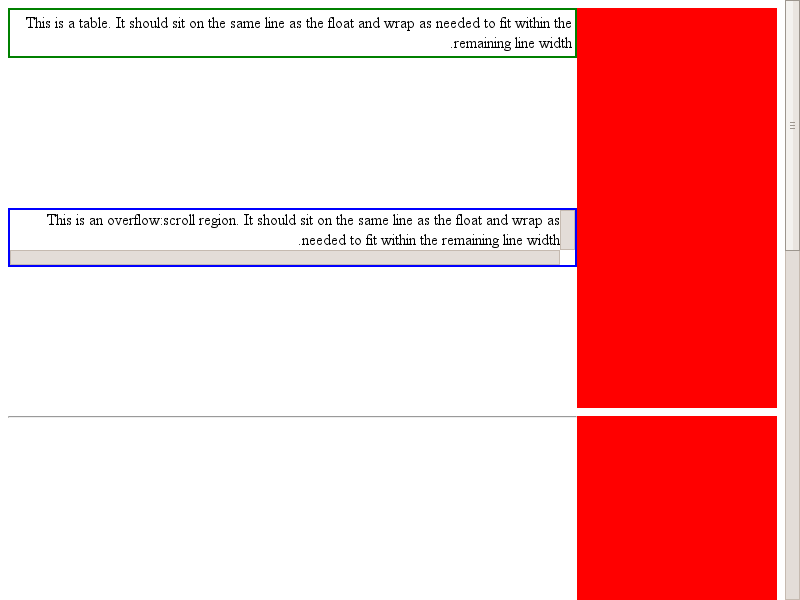 This is a table. It should sit on the same line as the float and wrap as needed to fit within the
.remaining line width
This is an overflow:scroll region. It should sit on the same line as the float and wrap as
.needed to fit within the remaining line width